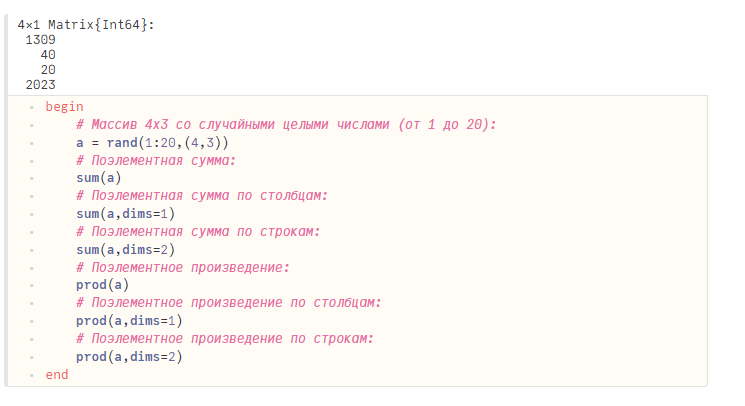 4×1 Matrix{Int64}:
1309
40
20
2023
begin
# Массив 4x3 со случайными целыми числами (от 1 до 20):
a = rand(1:20,(4,3))
# Поэлементная сумма:
sum(a)
# Поэлементная сумма по столбцам:
sum(a,dims=1)
# Поэлементная сумма по строкам:
sum(a,dims=2)
# Поэлементное произведение:
prod(a)
# Поэлементное произведение по столбцам:
prod(a,dims=1)
# Поэлементное произведение по строкам:
prod(a,dims=2)
end